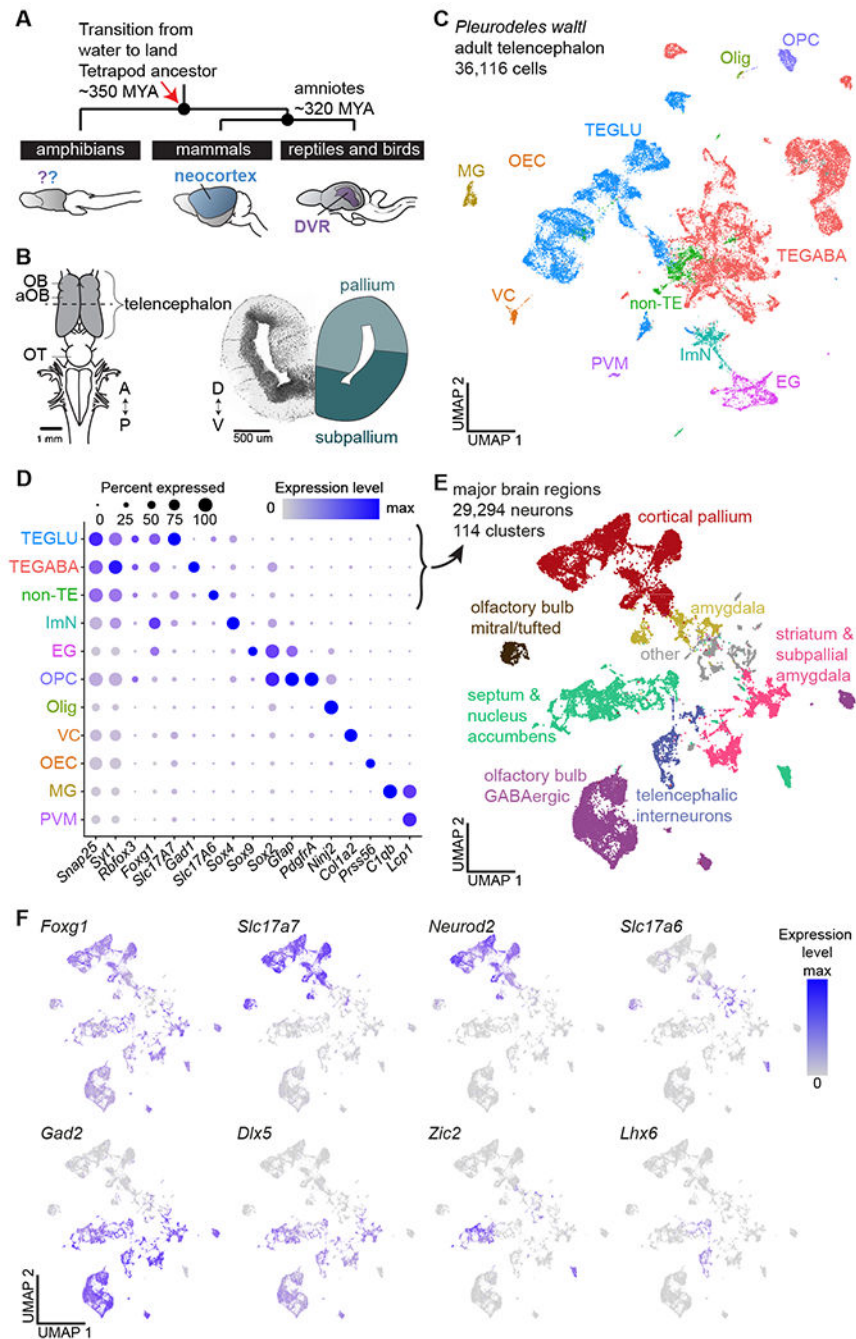 A
Transition from
water to land
Tetrapod ancestor
~350 MYA
amniotes
~320 MYA
amphibians
mammals
reptiles and birds
??
neocortex
DVR
B
OB
aOB
telencephalon
OT
A
P
1 mm
D
V
500 um
pallium
subpallium
C
Pleurodeles waltl
adult telencephalon
36,116 cells
OPC
Olig
TEGLU
OEC
MG
TEGABA
VC
non-TE
ImN
PVM
EG
UMAP 2
UMAP 1
D
Percent expressed
0 25 50 75 100
Expression level
0 max
TEGLU
TEGABA
non-TE
ImN
EG
OPC
Olig
VC
OEC
MG
PVM
Snap25
Syt1
Rbfox3
Foxg1
Slc17A7
Gad1
Slc17A6
Sox4
Sox9
Sox2
Gfap
PdgfrA
Ninj2
Col1a2
Prss56
C1qb
Lcp1
E
major brain regions
29,294 neurons
114 clusters
cortical pallium
olfactory bulb
mitral/tufted
amygdala
other
striatum &
subpallial
amygdala
septum &
nucleus
accumbens
olfactory bulb
GABAergic
telencephalic
interneurons
UMAP 2
UMAP 1
F
Foxg1
Slc17a7
Neurod2
Slc17a6
Expression
level
max
0
Gad2
Dlx5
Zic2
Lhx6
UMAP 2
UMAP 1